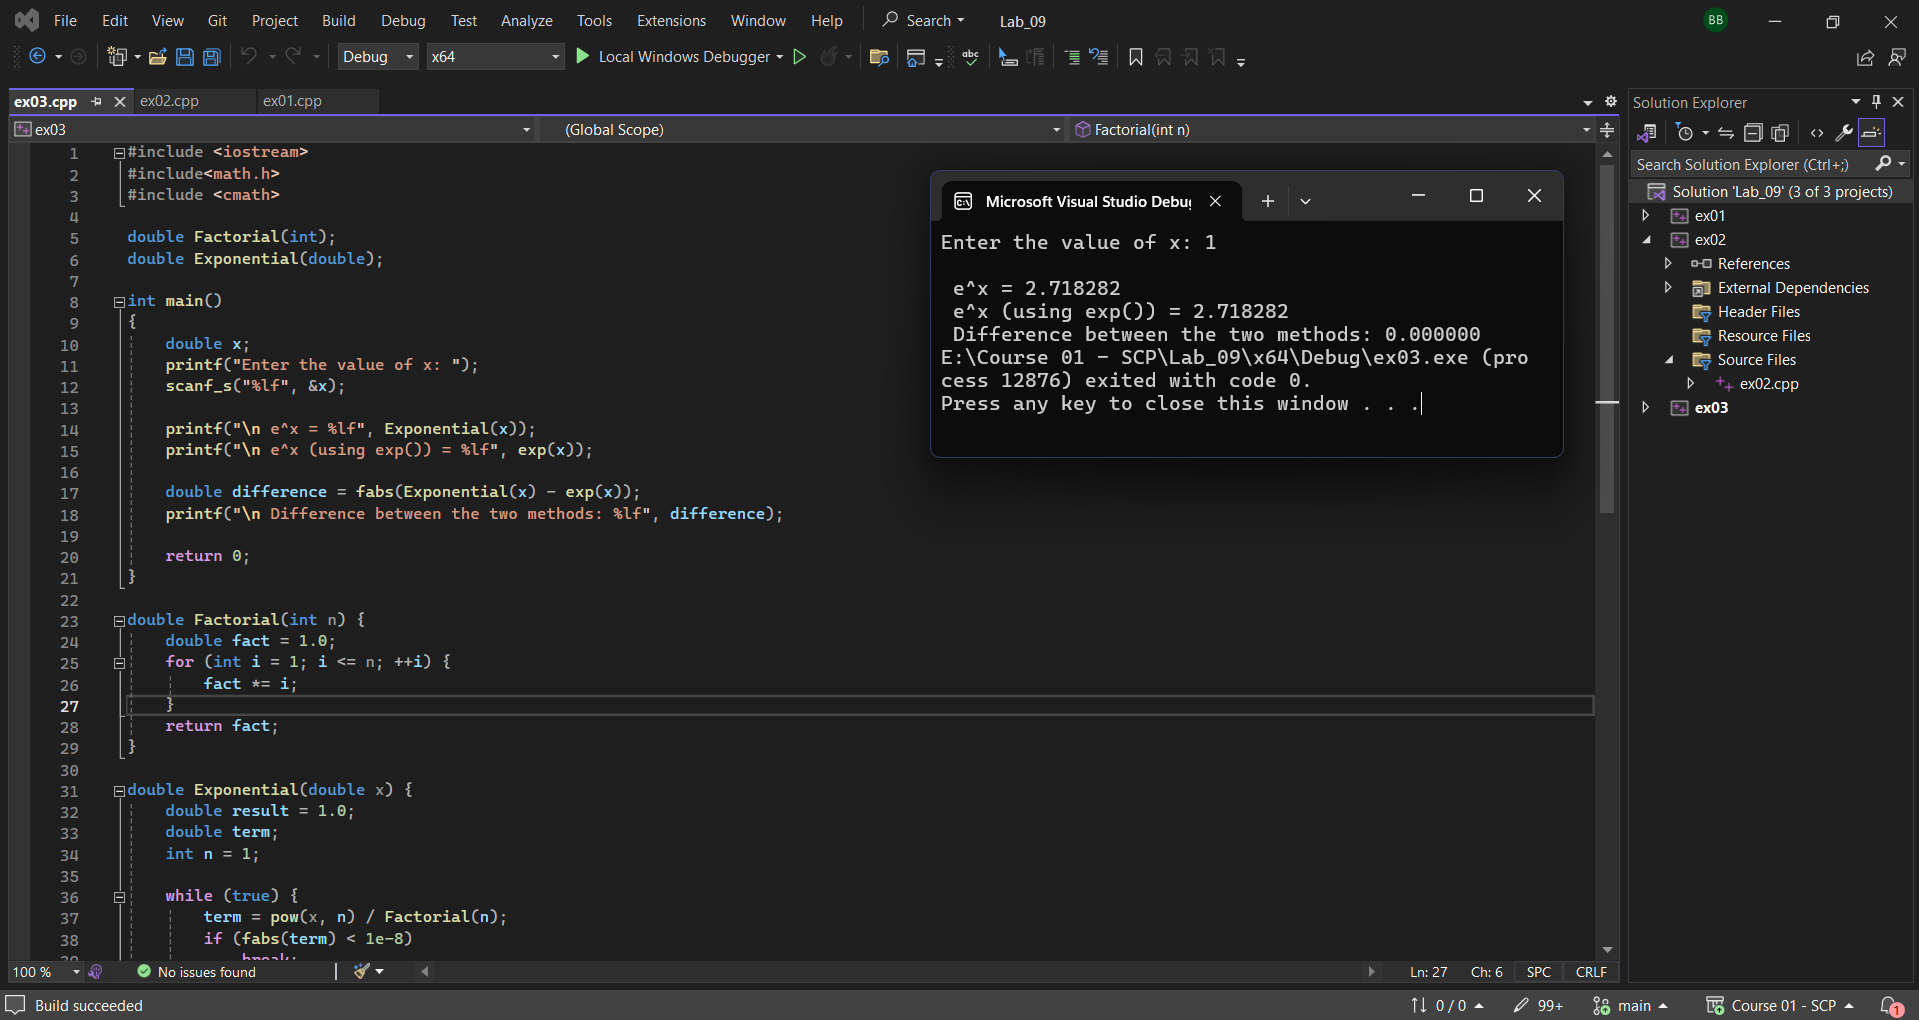 File Edit View Git Project Build Debug Test Analyze Tools Extensions Window Help Search Lab_09 BB
Debug x64 Local Windows Debugger abc
ex03.cpp ex02.cpp ex01.cpp
ex03 (Global Scope) Factorial(int n)
1 #include <iostream>
2 #include<math.h>
3 #include <cmath>
4
5 double Factorial(int);
6 double Exponential(double);
7
8 int main()
9 {
10 double x;
11 printf("Enter the value of x: ");
12 scanf_s("%lf", &x);
13
14 printf("\n e^x = %lf", Exponential(x));
15 printf("\n e^x (using exp()) = %lf", exp(x));
16
17 double difference = fabs(Exponential(x) - exp(x));
18 printf("\n Difference between the two methods: %lf", difference);
19
20 return 0;
21 }
22
23 double Factorial(int n) {
24 double fact = 1.0;
25 for (int i = 1; i <= n; ++i) {
26 fact *= i;
27 }
28 return fact;
29 }
30
31 double Exponential(double x) {
32 double result = 1.0;
33 double term;
34 int n = 1;
35
36 while (true) {
37 term = pow(x, n) / Factorial(n);
38 if (fabs(term) < 1e-8)
39 break;
Microsoft Visual Studio Debug
Enter the value of x: 1
e^x = 2.718282
e^x (using exp()) = 2.718282
Difference between the two methods: 0.000000
E:\Course 01 - SCP\Lab_09\x64\Debug\ex03.exe (pro
cess 12876) exited with code 0.
Press any key to close this window . . .
Solution Explorer
Search Solution Explorer (Ctrl+;)
Solution 'Lab_09' (3 of 3 projects)
ex01
ex02
References
External Dependencies
Header Files
Resource Files
Source Files
ex02.cpp
ex03
100 % No issues found Ln: 27 Ch: 6 SPC CRLF
Build succeeded 0 / 0 99+ main Course 01 - SCP 1